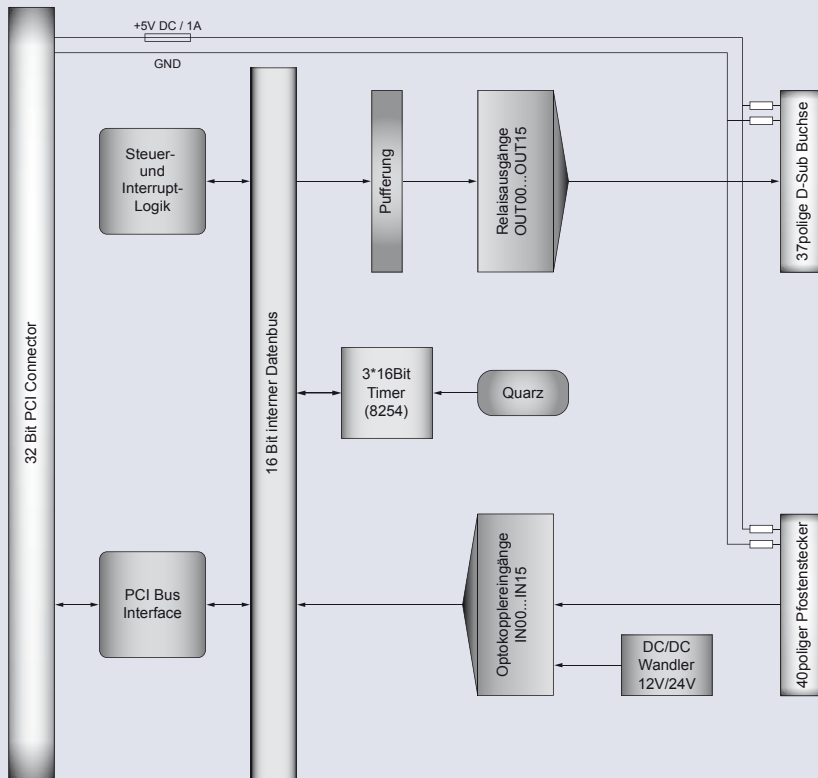 +5V DC / 1A
GND
32 Bit PCI Connector
Steuer-
und
Interrupt-
Logik
16 Bit interner Datenbus
Pufferung
Relaisausgänge
OUT00...OUT15
37polige D-Sub Buchse
3*16Bit
Timer
(8254)
Quarz
PCI Bus
Interface
Optokopplereingänge
IN00...IN15
DC/DC
Wandler
12V/24V
40poliger Pfostenstecker